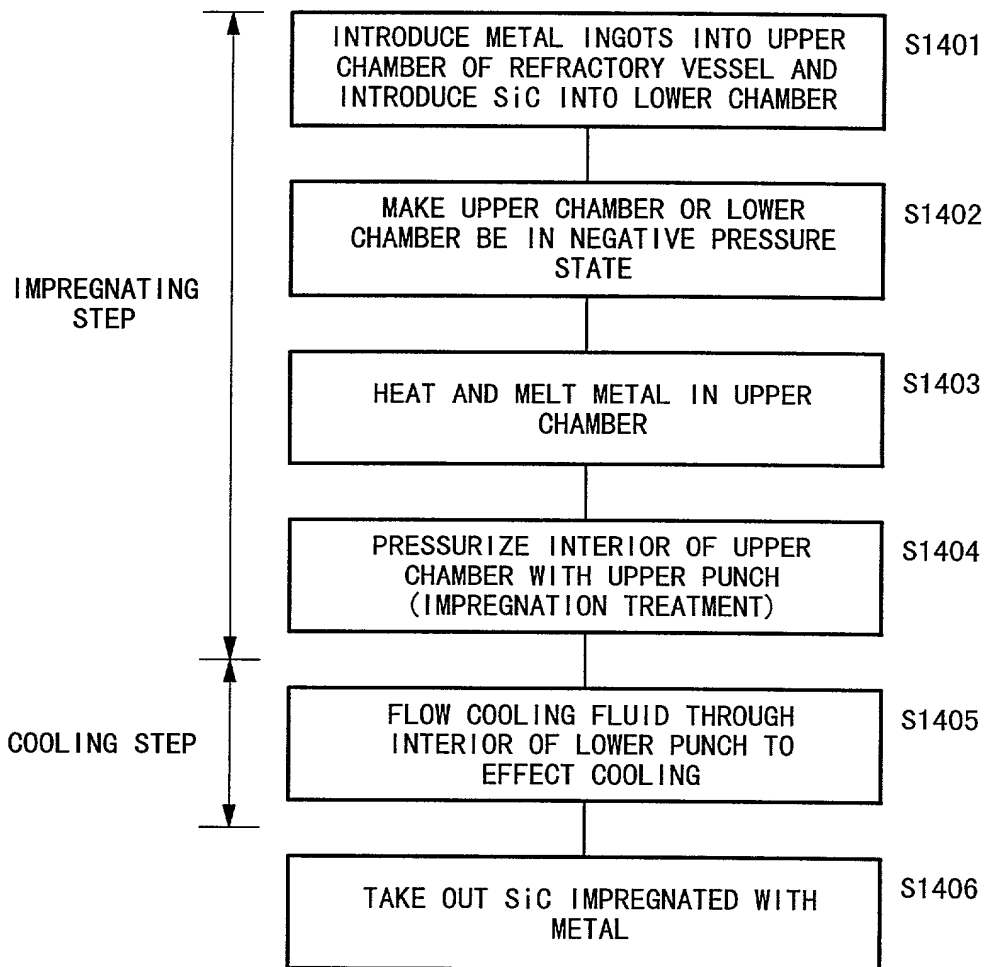 INTRODUCE METAL INGOTS INTO UPPER
CHAMBER OF REFRACTORY VESSEL AND
INTRODUCE SiC INTO LOWER CHAMBER
S1401
MAKE UPPER CHAMBER OR LOWER
CHAMBER BE IN NEGATIVE PRESSURE
STATE
S1402
IMPREGNATING
STEP
HEAT AND MELT METAL IN UPPER
CHAMBER
S1403
PRESSURIZE INTERIOR OF UPPER
CHAMBER WITH UPPER PUNCH
(IMPREGNATION TREATMENT)
S1404
COOLING STEP
FLOW COOLING FLUID THROUGH
INTERIOR OF LOWER PUNCH TO
EFFECT COOLING
S1405
TAKE OUT SiC IMPREGNATED WITH
METAL
S1406